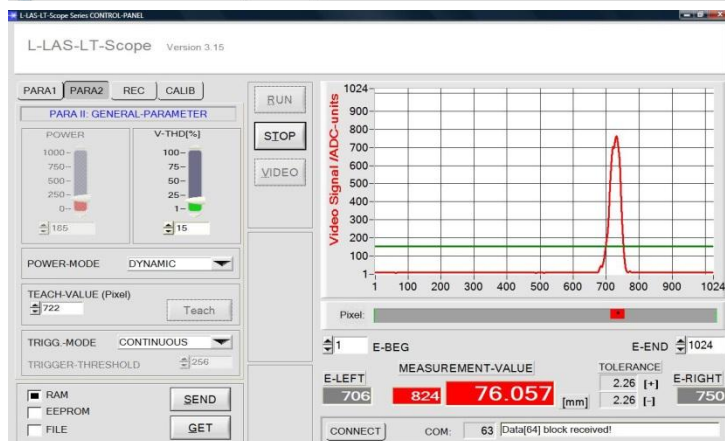 L-LAS-LT-Scope Series CONTROL-PANEL
L-LAS-LT-Scope Version 3.15
PARA1 PARA2 REC CALIB
PARA II: GENERAL-PARAMETER
POWER
1000
750
500
250
0
185
V-THD[%]
100
75
50
25
1
15
POWER-MODE DYNAMIC
TEACH-VALUE (Pixel)
722 Teach
TRIGG.-MODE CONTINUOUS
TRIGGER-THRESHOLD 256
RAM
EEPROM
FILE
SEND
GET
RUN
STOP
VIDEO
Video Signal /ADC-units
1024
900
800
700
600
500
400
300
200
100
1
1 100 200 300 400 500 600 700 800 900 1024
Pixel:
1 E-BEG E-END 1024
MEASUREMENT-VALUE TOLERANCE
E-LEFT 2.26 [+] E-RIGHT
706 824 76.057 [mm] 2.26 [-] 750
CONNECT COM: 63 Data[64] block received!